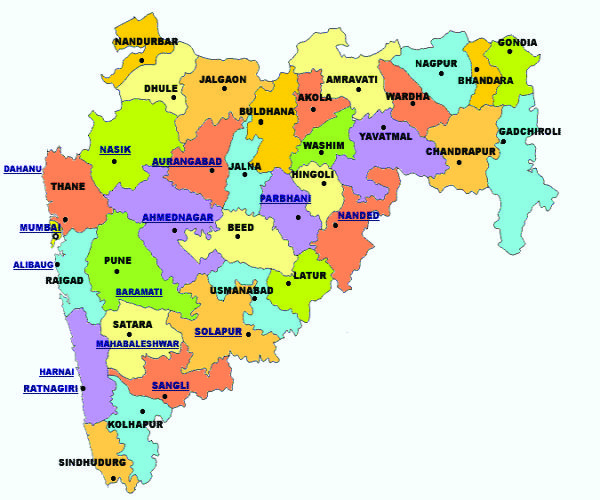 NANDURBAR
GONDIA
NAGPUR
JALGAON
AMRAVATI
BHANDARA
DHULE
AKOLA
WARDHA
BULDHANA
GADCHIROLI
YAVATMAL
WASHIM
NASIK
CHANDRAPUR
AURANGABAD
DAHANU
JALNA
HINGOLI
THANE
PARBHANI
AHMEDNAGAR
NANDED
MUMBAI
BEED
PUNE
ALIBAUG
RAIGAD
LATUR
USMANABAD
BARAMATI
SATARA
SOLAPUR
MAHABALESHWAR
HARNAI
SANGLI
RATNAGIRI
KOLHAPUR
SINDHUDURG